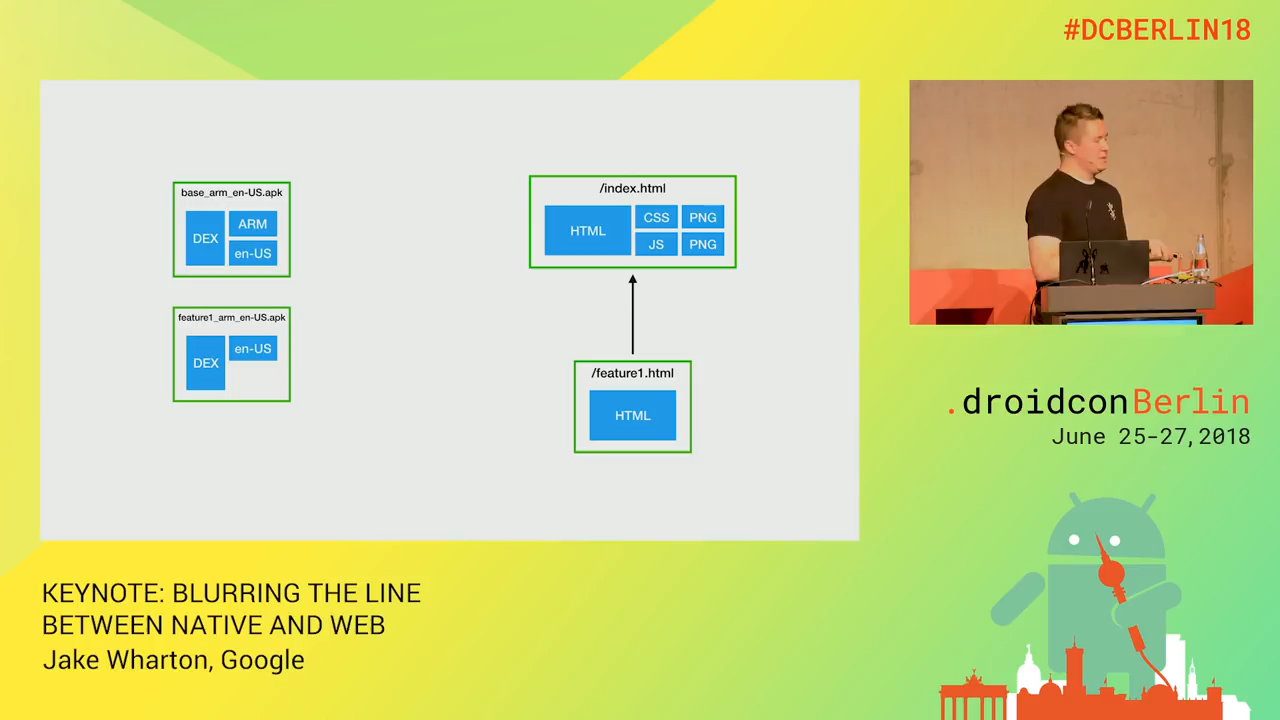 #DCBERLIN18
base_arm_en-US.apk
DEX
ARM
en-US
feature1_arm_en-US.apk
DEX
en-US
/index.html
HTML
CSS
PNG
JS
PNG
/feature1.html
HTML
.droidconBerlin
June 25-27, 2018
KEYNOTE: BLURRING THE LINE
BETWEEN NATIVE AND WEB
Jake Wharton, Google